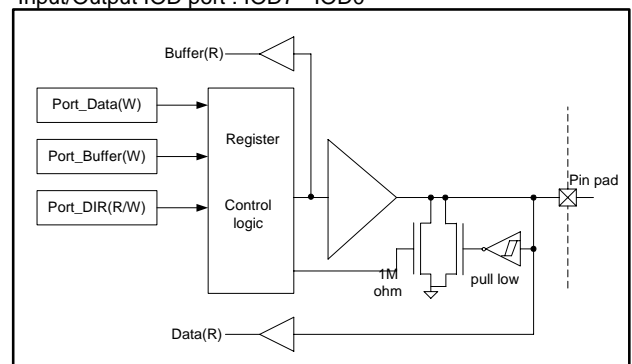 Input/Output IOD port : IOD7 - IOD0
Buffer(R)
Port_Data(W)
Port_Buffer(W)
Port_DIR(R/W)
Register
Control
logic
Pin pad
1M
ohm
pull low
Data(R)